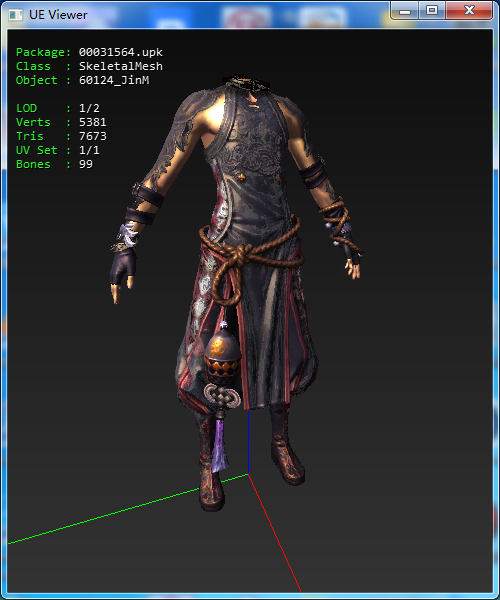 UE Viewer
Package: 00031564.upk
Class : SkeletalMesh
Object : 60124_JinM
LOD : 1/2
Verts : 5381
Tris : 7673
UV Set : 1/1
Bones : 99